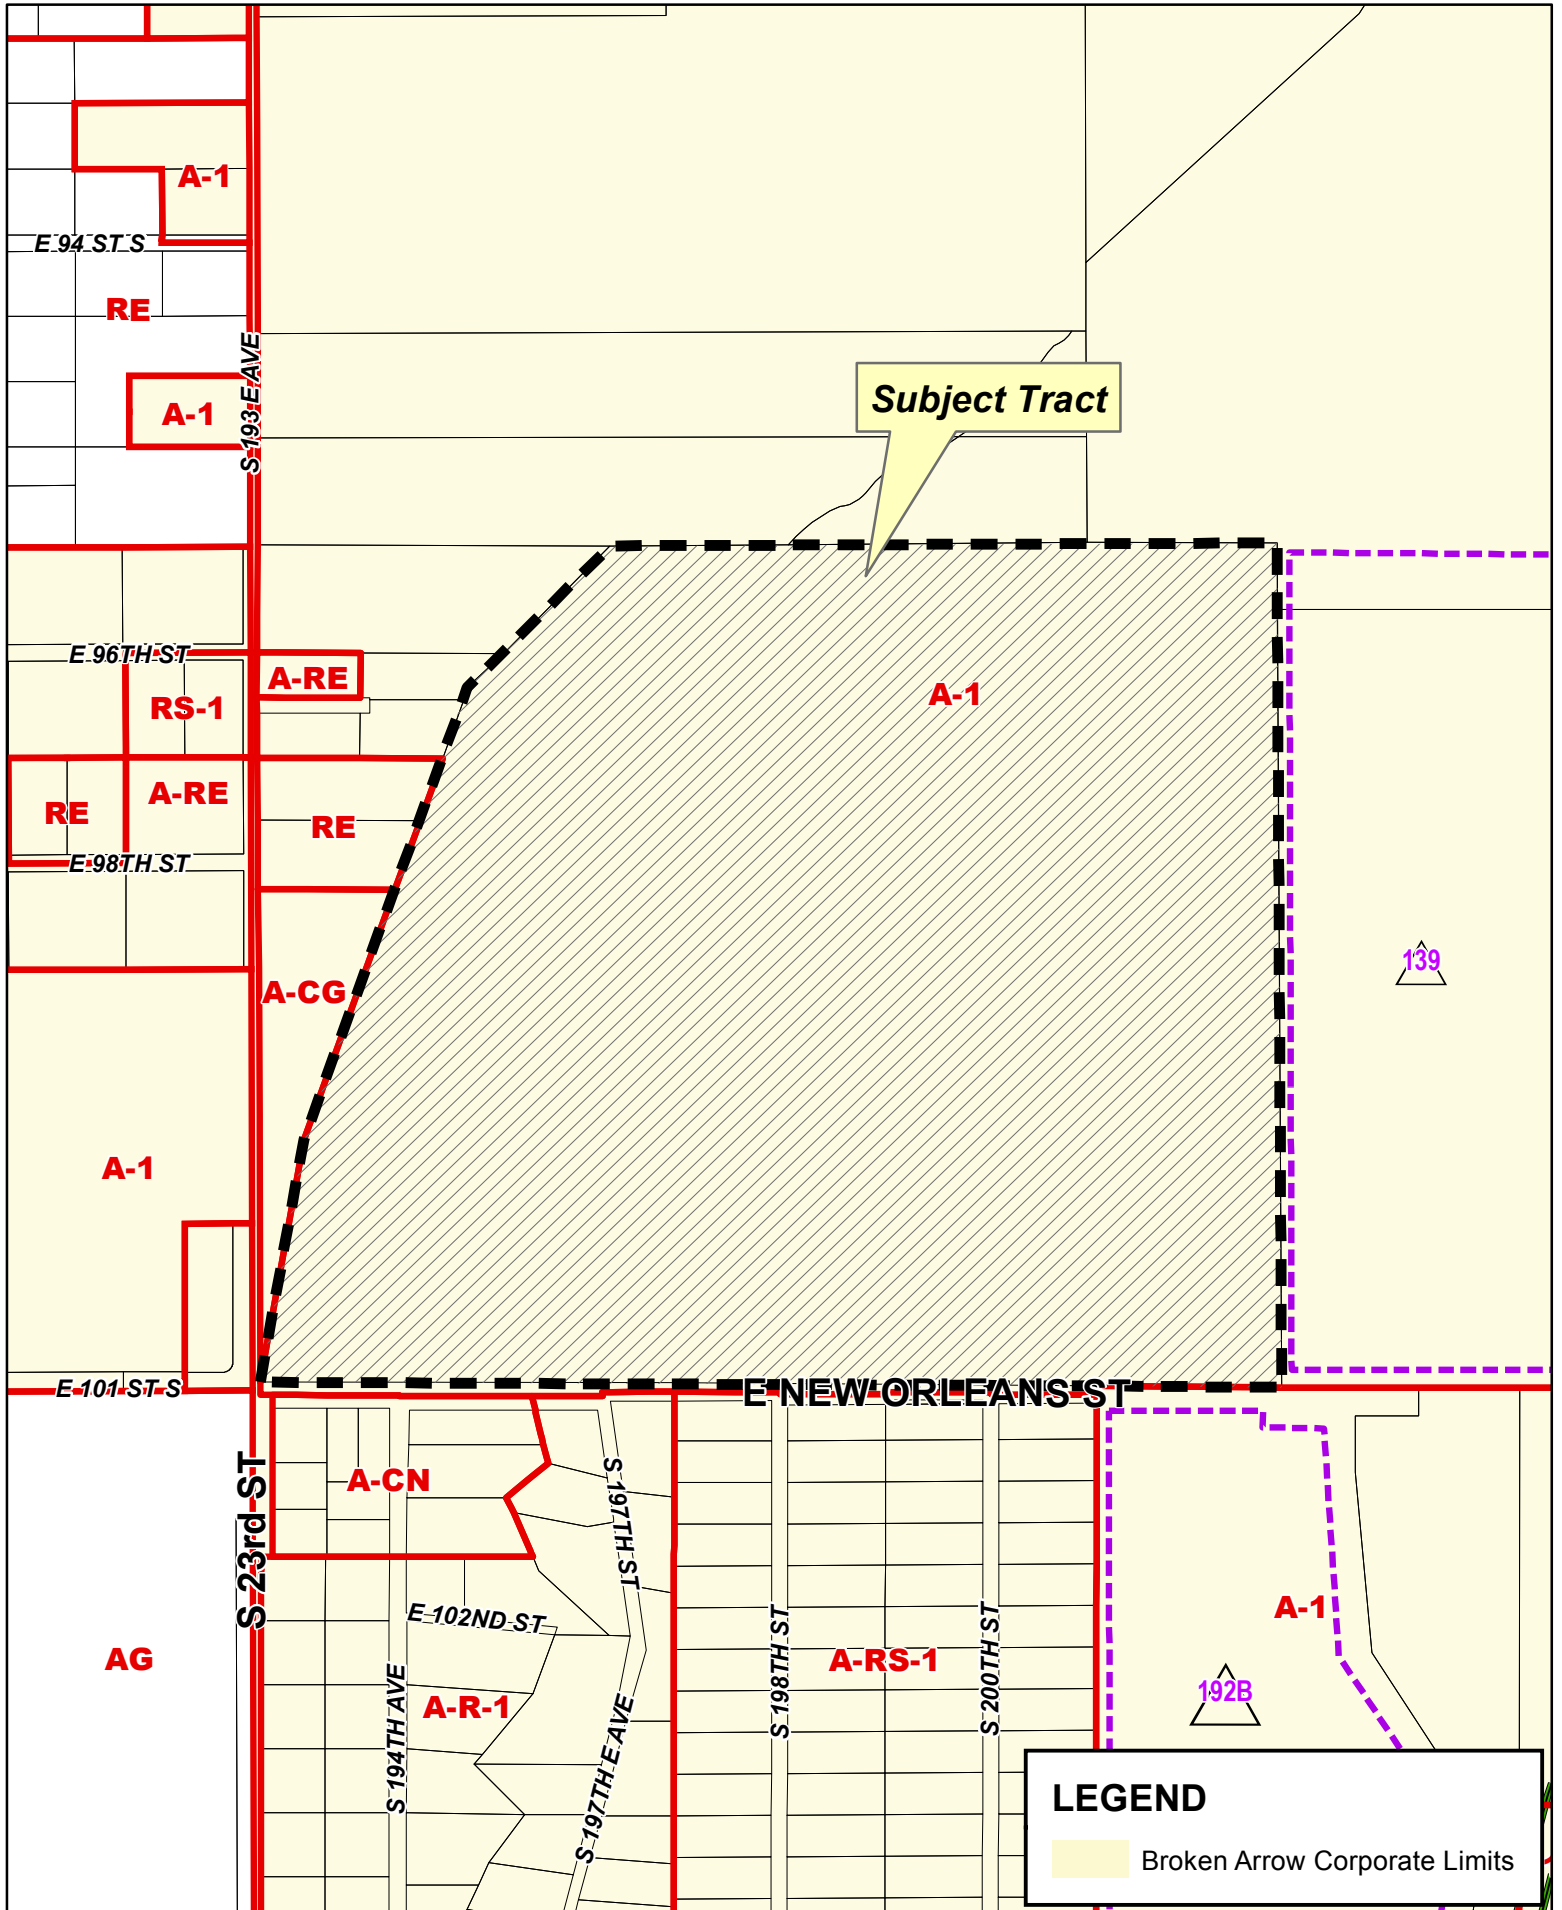 A-1
E 94 ST S
RE
S 193 E AVE
A-1
Subject Tract
E 96TH ST
A-RE
RS-1
A-1
A-RE
RE
RE
E 98TH ST
139
A-CG
A-1
E 101 ST S
E NEW ORLEANS ST
A-CN
S 197TH ST
S 23rd ST
E 102ND ST
A-1
AG
A-RS-1
S 198TH ST
S 200TH ST
192B
A-R-1
S 194TH AVE
S 197TH E AVE
LEGEND
Broken Arrow Corporate Limits